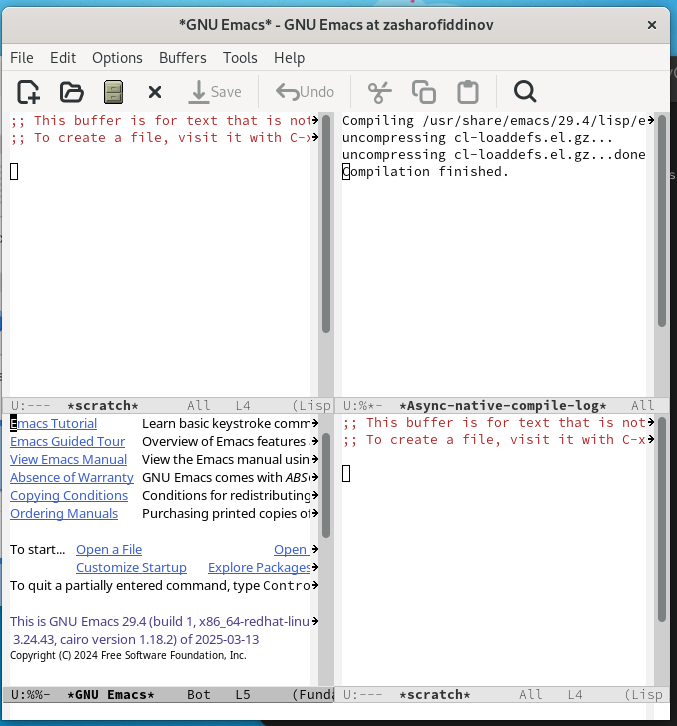 *GNU Emacs* - GNU Emacs at zasharofiddinov
File Edit Options Buffers Tools Help
Save Undo
;; This buffer is for text that is not
;; To create a file, visit it with C-x
U:--- *scratch* All L4 (Lisp
Compiling /usr/share/emacs/29.4/lisp/e
uncompressing cl-loaddefs.el.gz...
uncompressing cl-loaddefs.el.gz...done
Compilation finished.
U:%*- *Async-native-compile-log* All
Emacs Tutorial Learn basic keystroke comm
Emacs Guided Tour Overview of Emacs features
View Emacs Manual View the Emacs manual usin
Absence of Warranty GNU Emacs comes with ABS
Copying Conditions Conditions for redistributing
Ordering Manuals Purchasing printed copies of
To start... Open a File Open
Customize Startup Explore Packages
To quit a partially entered command, type Contro
This is GNU Emacs 29.4 (build 1, x86_64-redhat-linu
3.24.43, cairo version 1.18.2) of 2025-03-13
Copyright (C) 2024 Free Software Foundation, Inc.
U:%%- *GNU Emacs* Bot L5 (Funda
;; This buffer is for text that is not
;; To create a file, visit it with C-x
U:--- *scratch* All L4 (Lisp